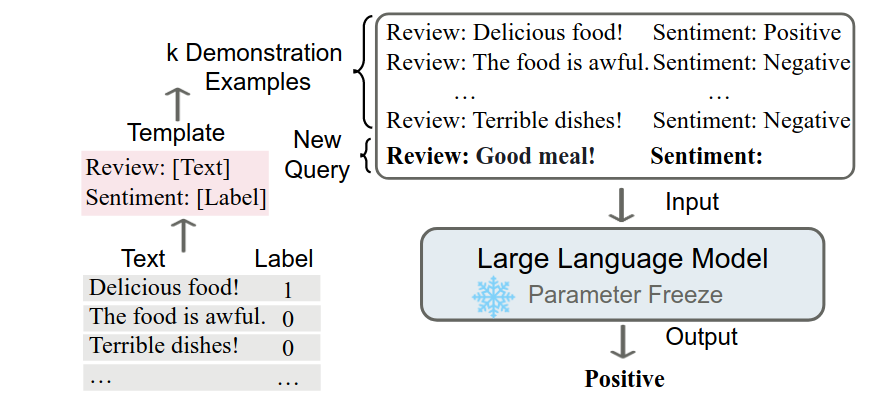 k Demonstration
Examples
Review: Delicious food! Sentiment: Positive
Review: The food is awful. Sentiment: Negative
... ...
Review: Terrible dishes! Sentiment: Negative
New
Query
Review: Good meal! Sentiment:
Template
Review: [Text]
Sentiment: [Label]
Text Label
Delicious food! 1
The food is awful. 0
Terrible dishes! 0
... ...
Input
Large Language Model
Parameter Freeze
Output
Positive